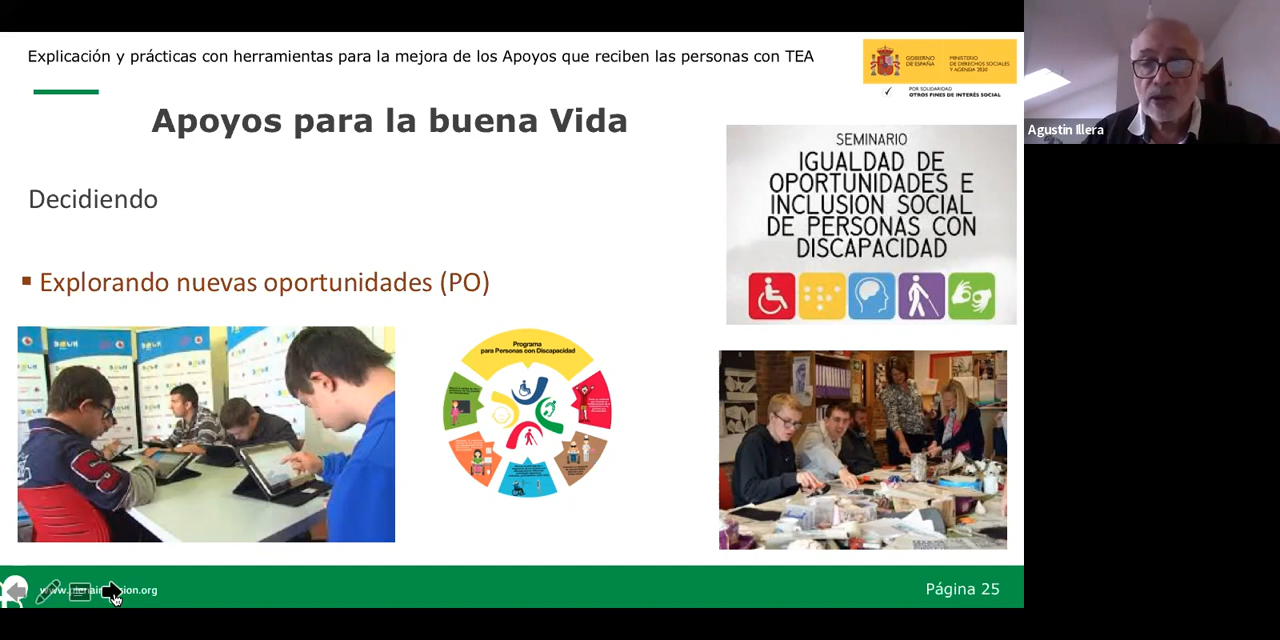 Explicación y prácticas con herramientas para la mejora de los Apoyos que reciben las personas con TEA
GOBIERNO
DE ESPAÑA
MINISTERIO
DE DERECHOS SOCIALES
Y AGENDA 2030
POR SOLIDARIDAD
OTROS FINES DE INTERÉS SOCIAL
Apoyos para la buena Vida
Decidiendo
▪ Explorando nuevas oportunidades (PO)
SEMINARIO
IGUALDAD DE
OPORTUNIDADES E
INCLUSION SOCIAL
DE PERSONAS CON
DISCAPACIDAD
Programa
para Personas con Discapacidad
www.
.org
Página 25
Agustin Illera